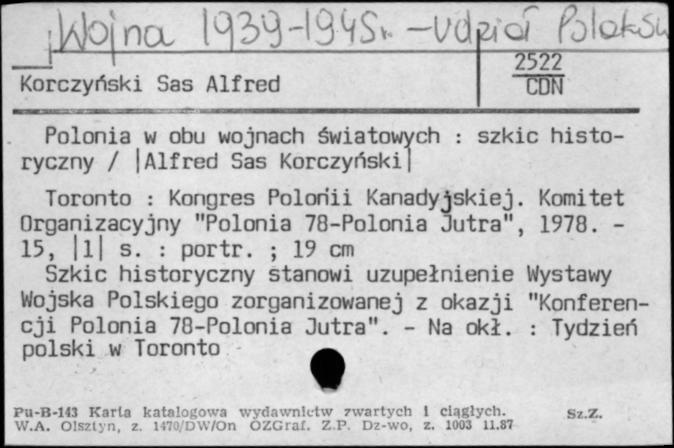 Wojna 1939-1945r. – Udział Polaków
Korczyński Sas Alfred
2522
CDN
Polonia w obu wojnach światowych : szkic histo-
ryczny / |Alfred Sas Korczyński|
Toronto : Kongres Polonii Kanadyjskiej. Komitet
Organizacyjny "Polonia 78-Polonia Jutra", 1978. -
15, |1| s. : portr. ; 19 cm
Szkic historyczny stanowi uzupełnienie Wystawy
Wojska Polskiego zorganizowanej z okazji "Konferen-
cji Polonia 78-Polonia Jutra". - Na okł. : Tydzień
polski w Toronto
Pu-B-143 Karta katalogowa wydawnictw zwartych i ciągłych. Sz.Z.
W.A. Olsztyn, z. 1470/DW/On OZGraf. Z.P. Dz-wo, z. 1003 11.87